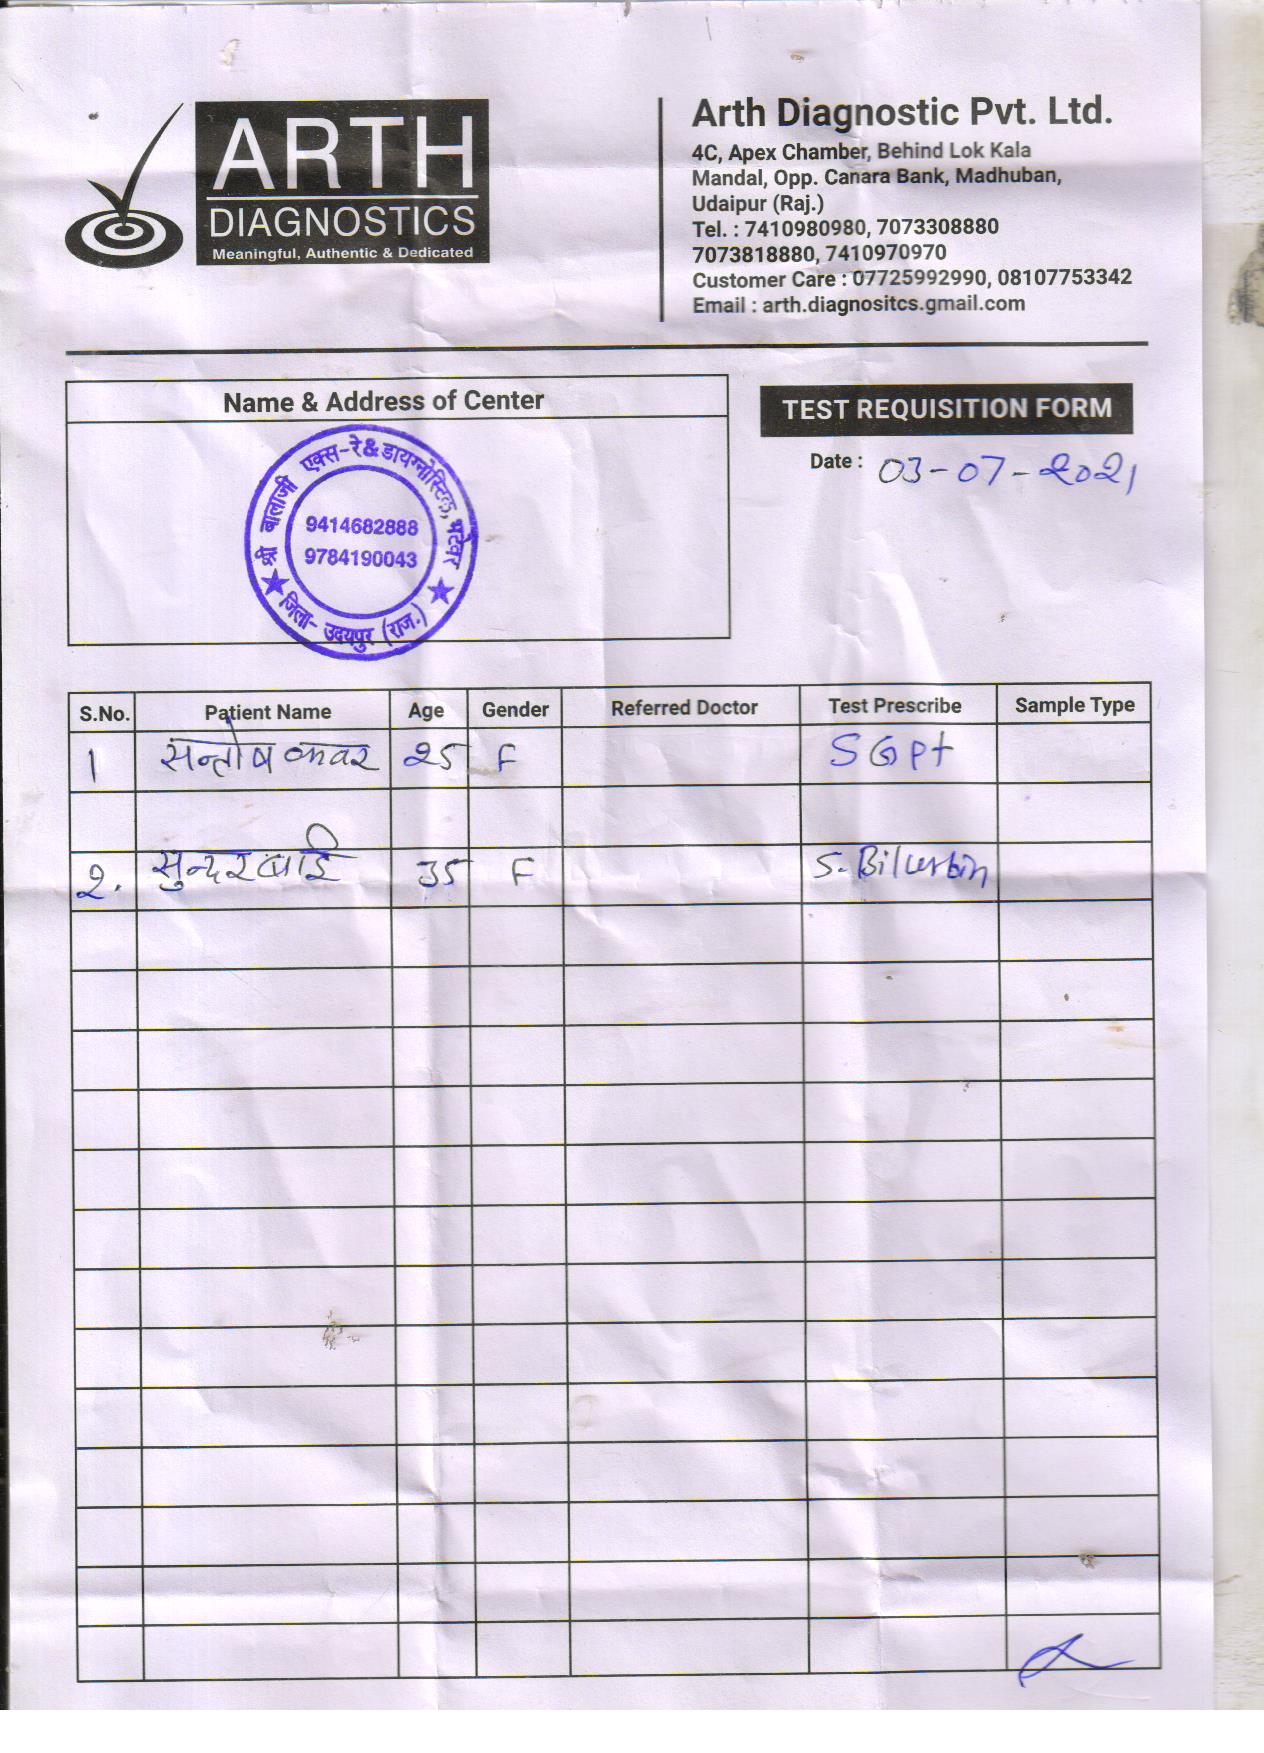 ARTH
DIAGNOSTICS
Meaningful, Authentic & Dedicated
Arth Diagnostic Pvt. Ltd.
4C, Apex Chamber, Behind Lok Kala
Mandal, Opp. Canara Bank, Madhuban,
Udaipur (Raj.)
Tel. : 7410980980, 7073308880
7073818880, 7410970970
Customer Care : 07725992990, 08107753342
Email : arth.diagnositcs.gmail.com
Name & Address of Center
श्री बालाजी एक्स-रे & डायग्नोस्टिक, भटेवर
9414682888
9784190043
जिला- उदयपुर (राज.)
TEST REQUISITION FORM
Date : 03-07-2021
S.No. Patient Name Age Gender Referred Doctor Test Prescribe Sample Type
1 सन्तोष कवर 25 F SGPt
2. सुन्दर बाई 35 F S. Bilurbin